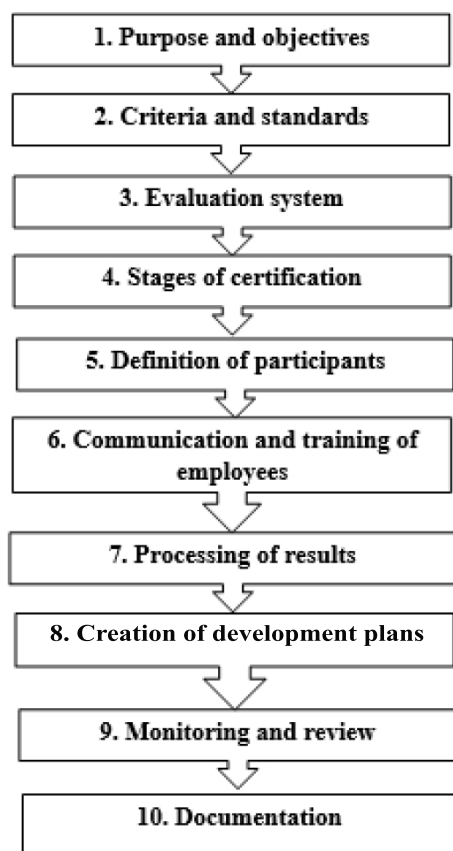 1. Purpose and objectives
2. Criteria and standards
3. Evaluation system
4. Stages of certification
5. Definition of participants
6. Communication and training of
employees
7. Processing of results
8. Creation of development plans
9. Monitoring and review
10. Documentation